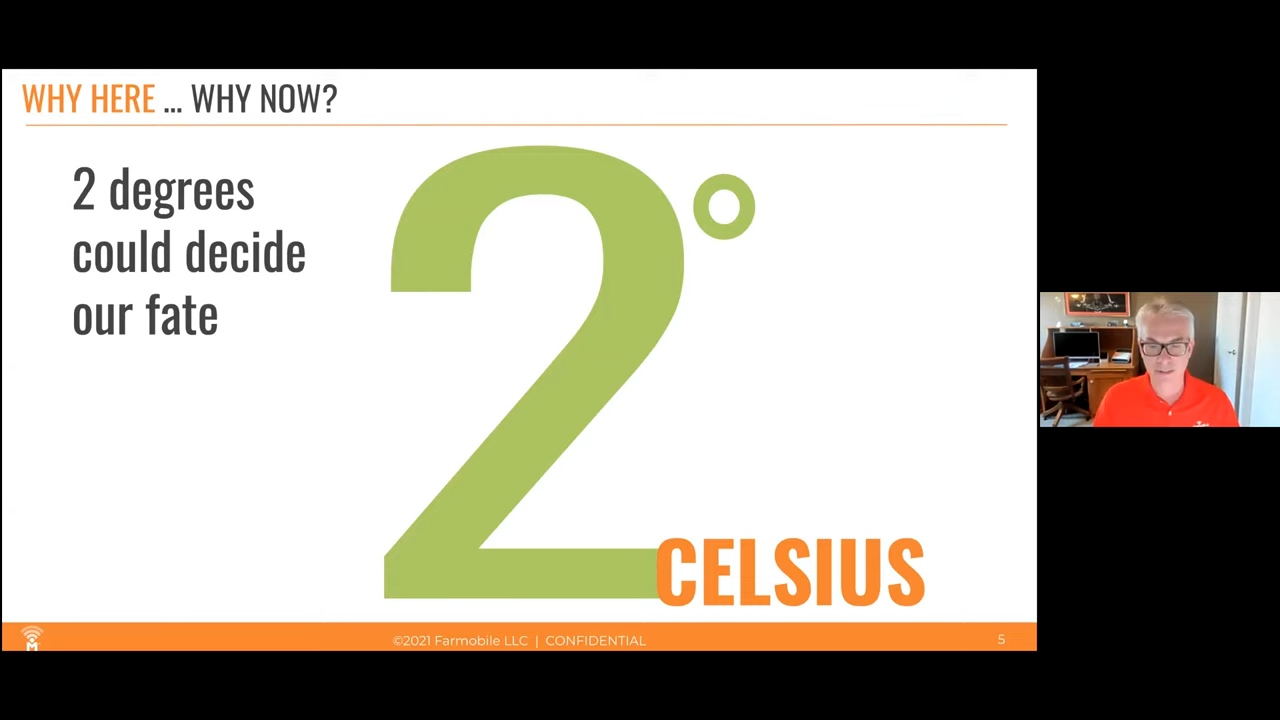 WHY HERE ... WHY NOW?
2 degrees
could decide
our fate
2°
CELSIUS
©2021 Farmobile LLC | CONFIDENTIAL
5